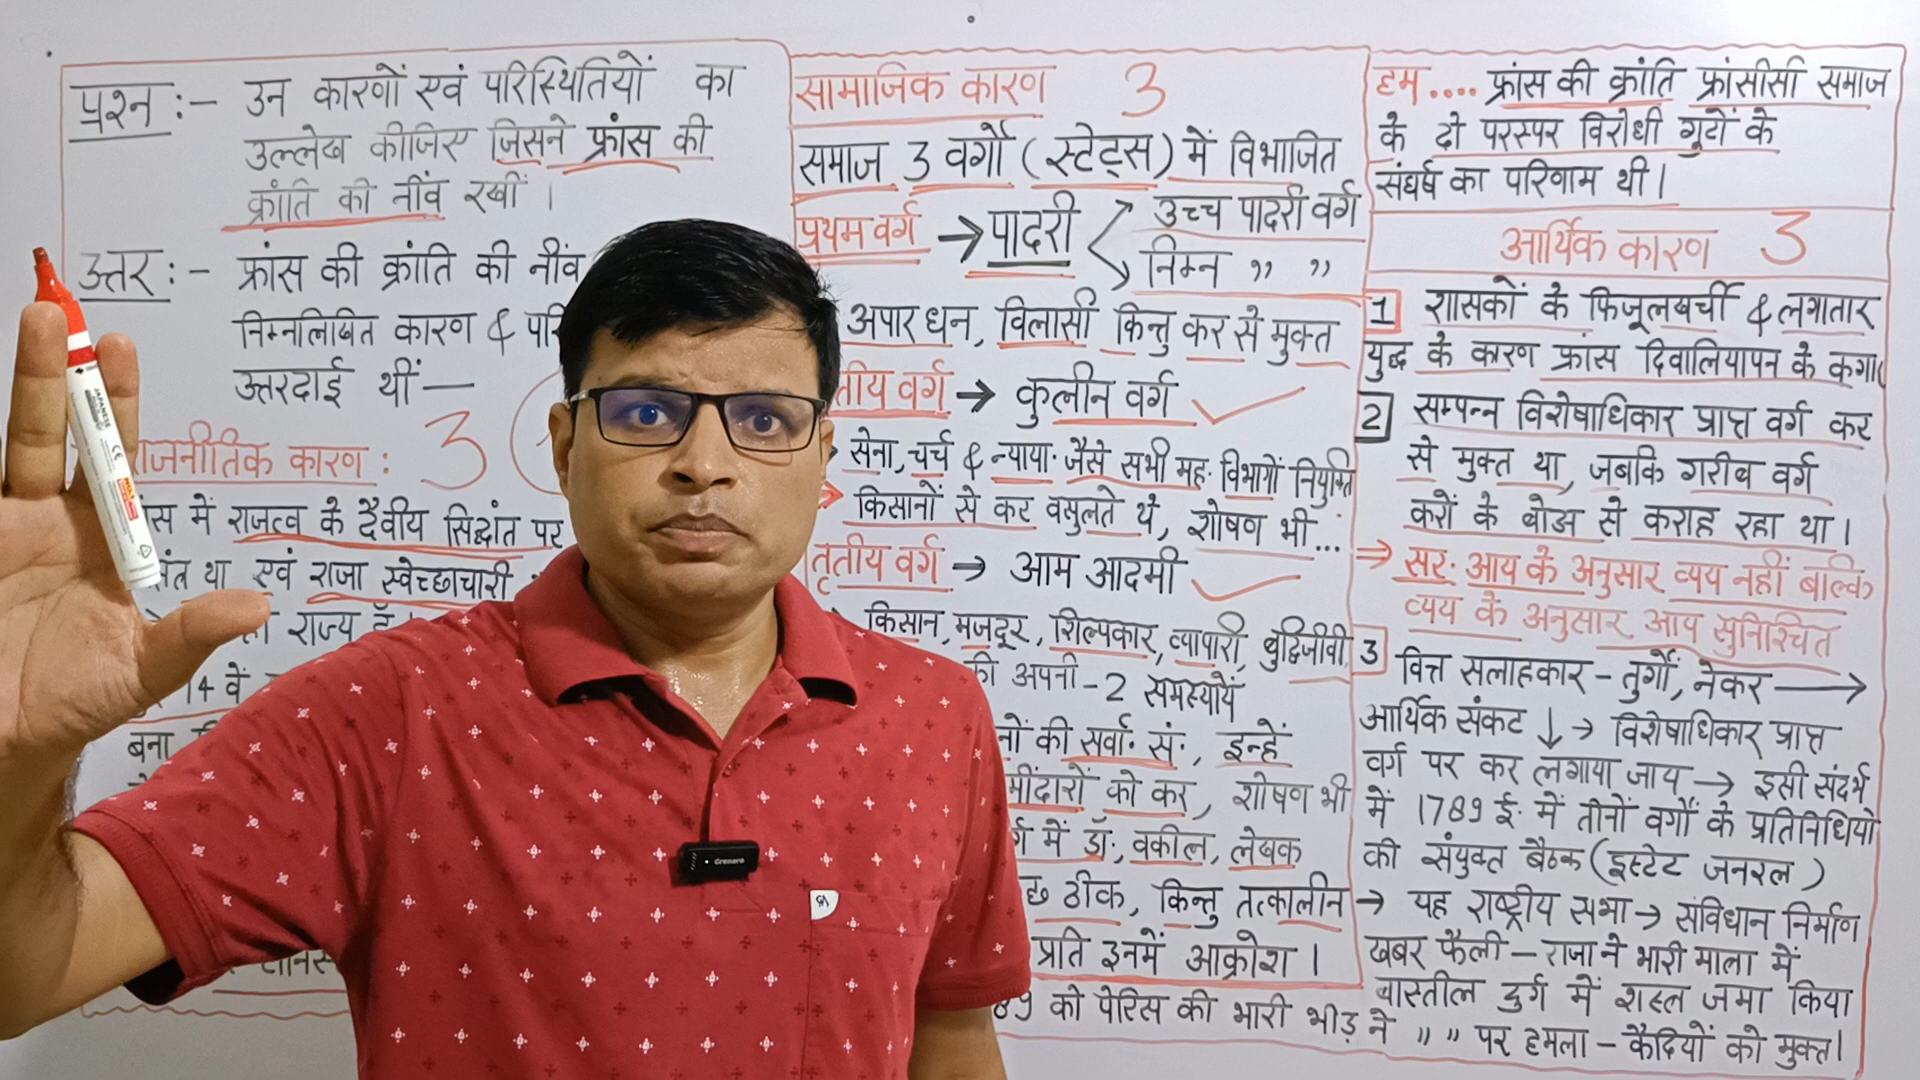 प्रश्न :- उन कारणों एवं परिस्थितियों का
उल्लेख कीजिए जिसने फ्रांस की
क्रांति की नींव रखीं ।
उत्तर :- फ्रांस की क्रांति की नींव
निम्नलिखित कारण &
उत्तरदाई थीं —
राजनीतिक कारण : 3
में राजत्व के दैवीय सिद्धांत पर
था एवं राजा स्वेच्छाचारी
राज्य
14 वें
बना
सामाजिक कारण 3
समाज 3 वर्गों ( स्टेट्स ) में विभाजित
प्रथम वर्ग → पादरी < उच्च पादरी वर्ग
निम्न " "
अपार धन, विलासी किन्तु कर से मुक्त
तीय वर्ग → कुलीन वर्ग ✓
सेना, चर्च & न्याया. जैसे सभी मह. विभागों नियुक्ति
⇒ किसानों से कर वसुलते थे, शोषण भी...
तृतीय वर्ग → आम आदमी ✓
किसान, मजदूर, शिल्पकार, व्यापारी, बुद्धिजीवी
की अपनी - 2 समस्यायें
नों की सर्वा. सं., इन्हें
मींदारों को कर, शोषण भी
र्ग में डॉ., वकील, लेखक
छ ठीक, किन्तु तत्कालीन
प्रति इनमें आक्रोश ।
89 को पेरिस की भारी भीड़ ने " " पर हमला - कैदियों को मुक्त।
हम.... फ्रांस की क्रांति फ्रांसीसी समाज
के दो परस्पर विरोधी गूटों के
संघर्ष का परिणाम थी ।
आर्थिक कारण 3
1 शासकों के फिजूलखर्ची & लगातार
युद्ध के कारण फ्रांस दिवालियापन के कगार
2 सम्पन्न विशेषाधिकार प्राप्त वर्ग कर
से मुक्त था, जबकि गरीब वर्ग
करों के बोझ से कराह रहा था ।
⇒ सर. आय के अनुसार व्यय नहीं बल्कि
व्यय के अनुसार आय सुनिश्चित
3 वित्त सलाहकार - तुर्गों, नेकर →
आर्थिक संकट ↓ → विशेषाधिकार प्राप्त
वर्ग पर कर लगाया जाय → इसी संदर्भ
में 1789 ई. में तीनों वर्गों के प्रतिनिधियों
की संयुक्त बैठक ( इस्टेट जनरल )
→ यह राष्ट्रीय सभा → संविधान निर्माण
खबर फैली - राजा ने भारी माला में
बास्तील दुर्ग में शस्त्र जमा किया
JAPANESE
Grenaro